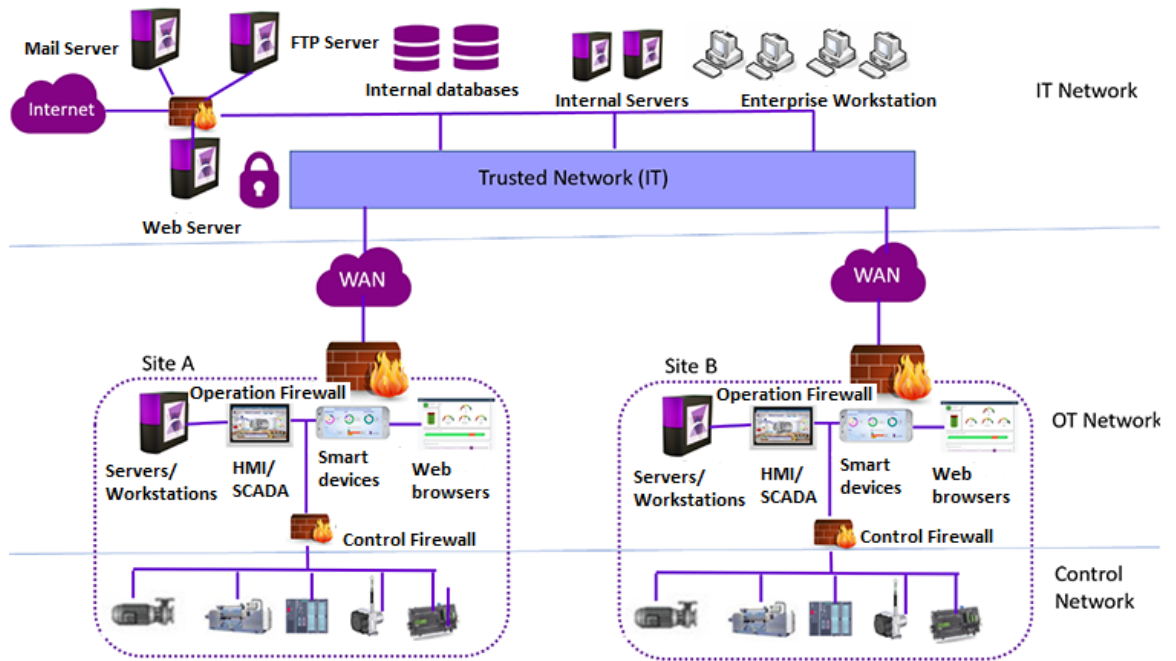 Mail Server
FTP Server
Internet
Internal databases
Internal Servers
Enterprise Workstation
IT Network
Web Server
Trusted Network (IT)
WAN
WAN
Site A
Operation Firewall
Servers/
Workstations
HMI/
SCADA
Smart
devices
Web
browsers
Control Firewall
Site B
Operation Firewall
Servers/
Workstations
HMI/
SCADA
Smart
devices
Web
browsers
Control Firewall
OT Network
Control
Network